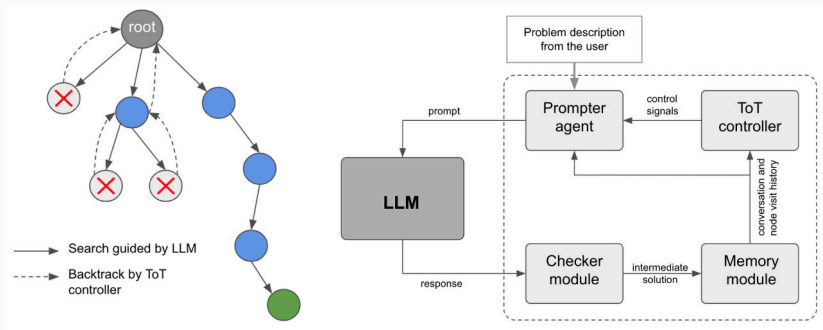 root
Search guided by LLM
Backtrack by ToT
controller
Problem description
from the user
prompt
Prompter
agent
control
signals
ToT
controller
LLM
conversation and
node visit history
response
Checker
module
intermediate
solution
Memory
module